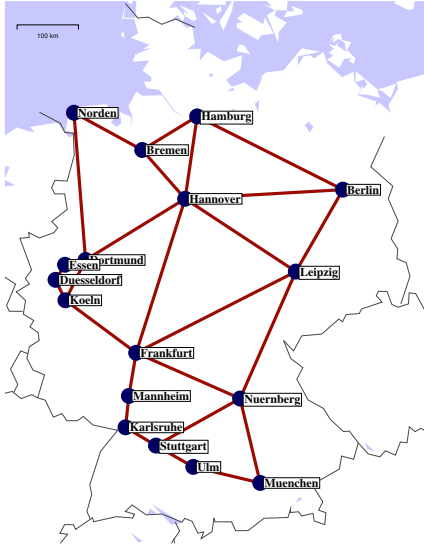 100 km
Norden
Hamburg
Bremen
Berlin
Hannover
Dortmund
Essen
Leipzig
Duesseldorf
Koeln
Frankfurt
Mannheim
Nuernberg
Karlsruhe
Stuttgart
Ulm
Muenchen